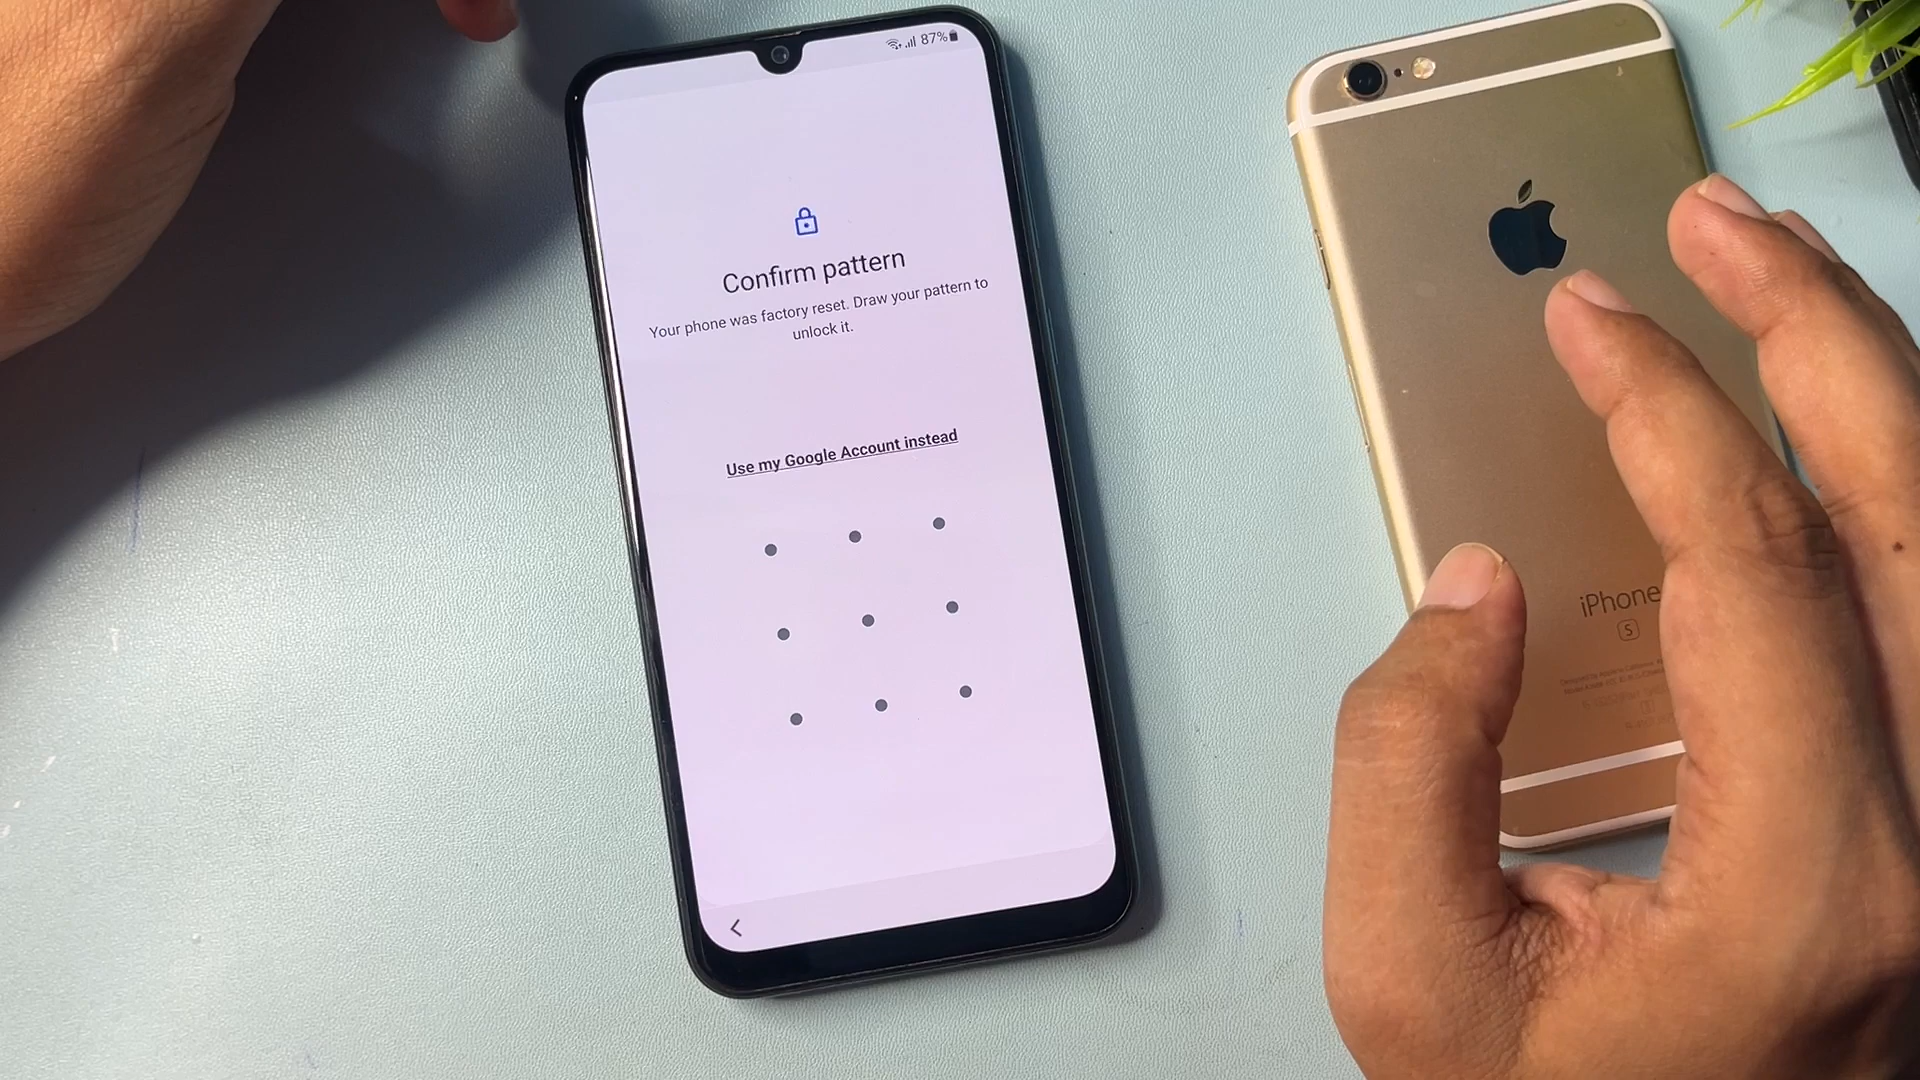 87%
Confirm pattern
Your phone was factory reset. Draw your pattern to
unlock it.
Use my Google Account instead
iPhone
S